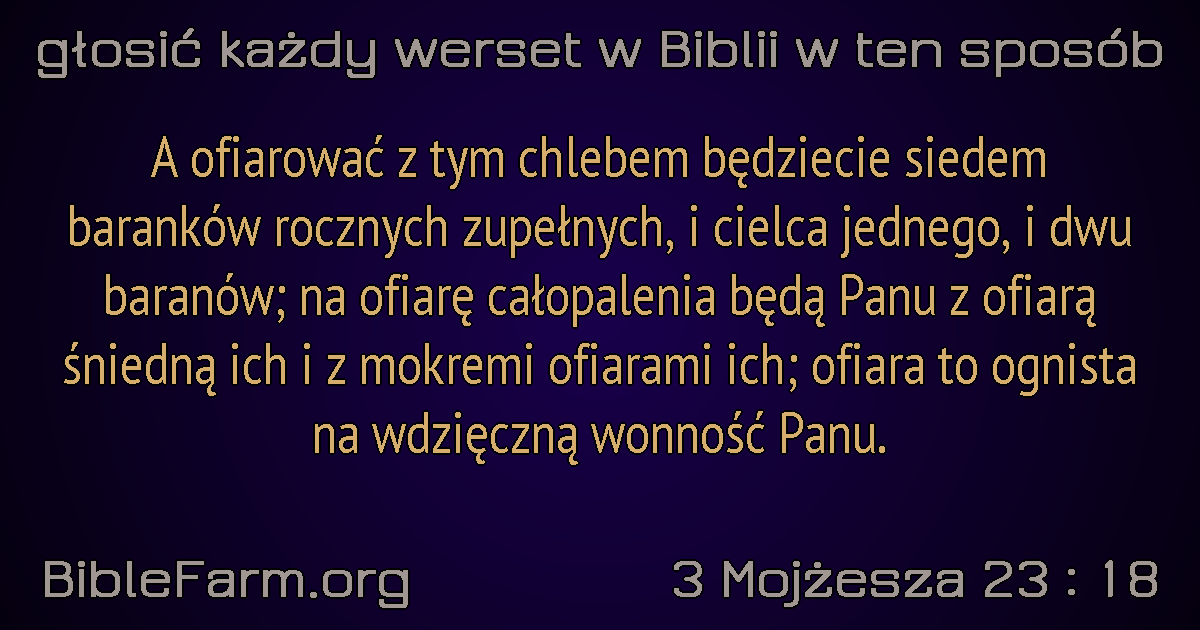 głosić każdy werset w Biblii w ten sposób
A ofiarować z tym chlebem będziecie siedem
baranków rocznych zupełnych, i cielca jednego, i dwu
baranów; na ofiarę całopalenia będą Panu z ofiarą
śniedną ich i z mokremi ofiarami ich; ofiara to ognista
na wdzięczną wonność Panu.
BibleFarm.org
3 Mojżesza 23 : 18